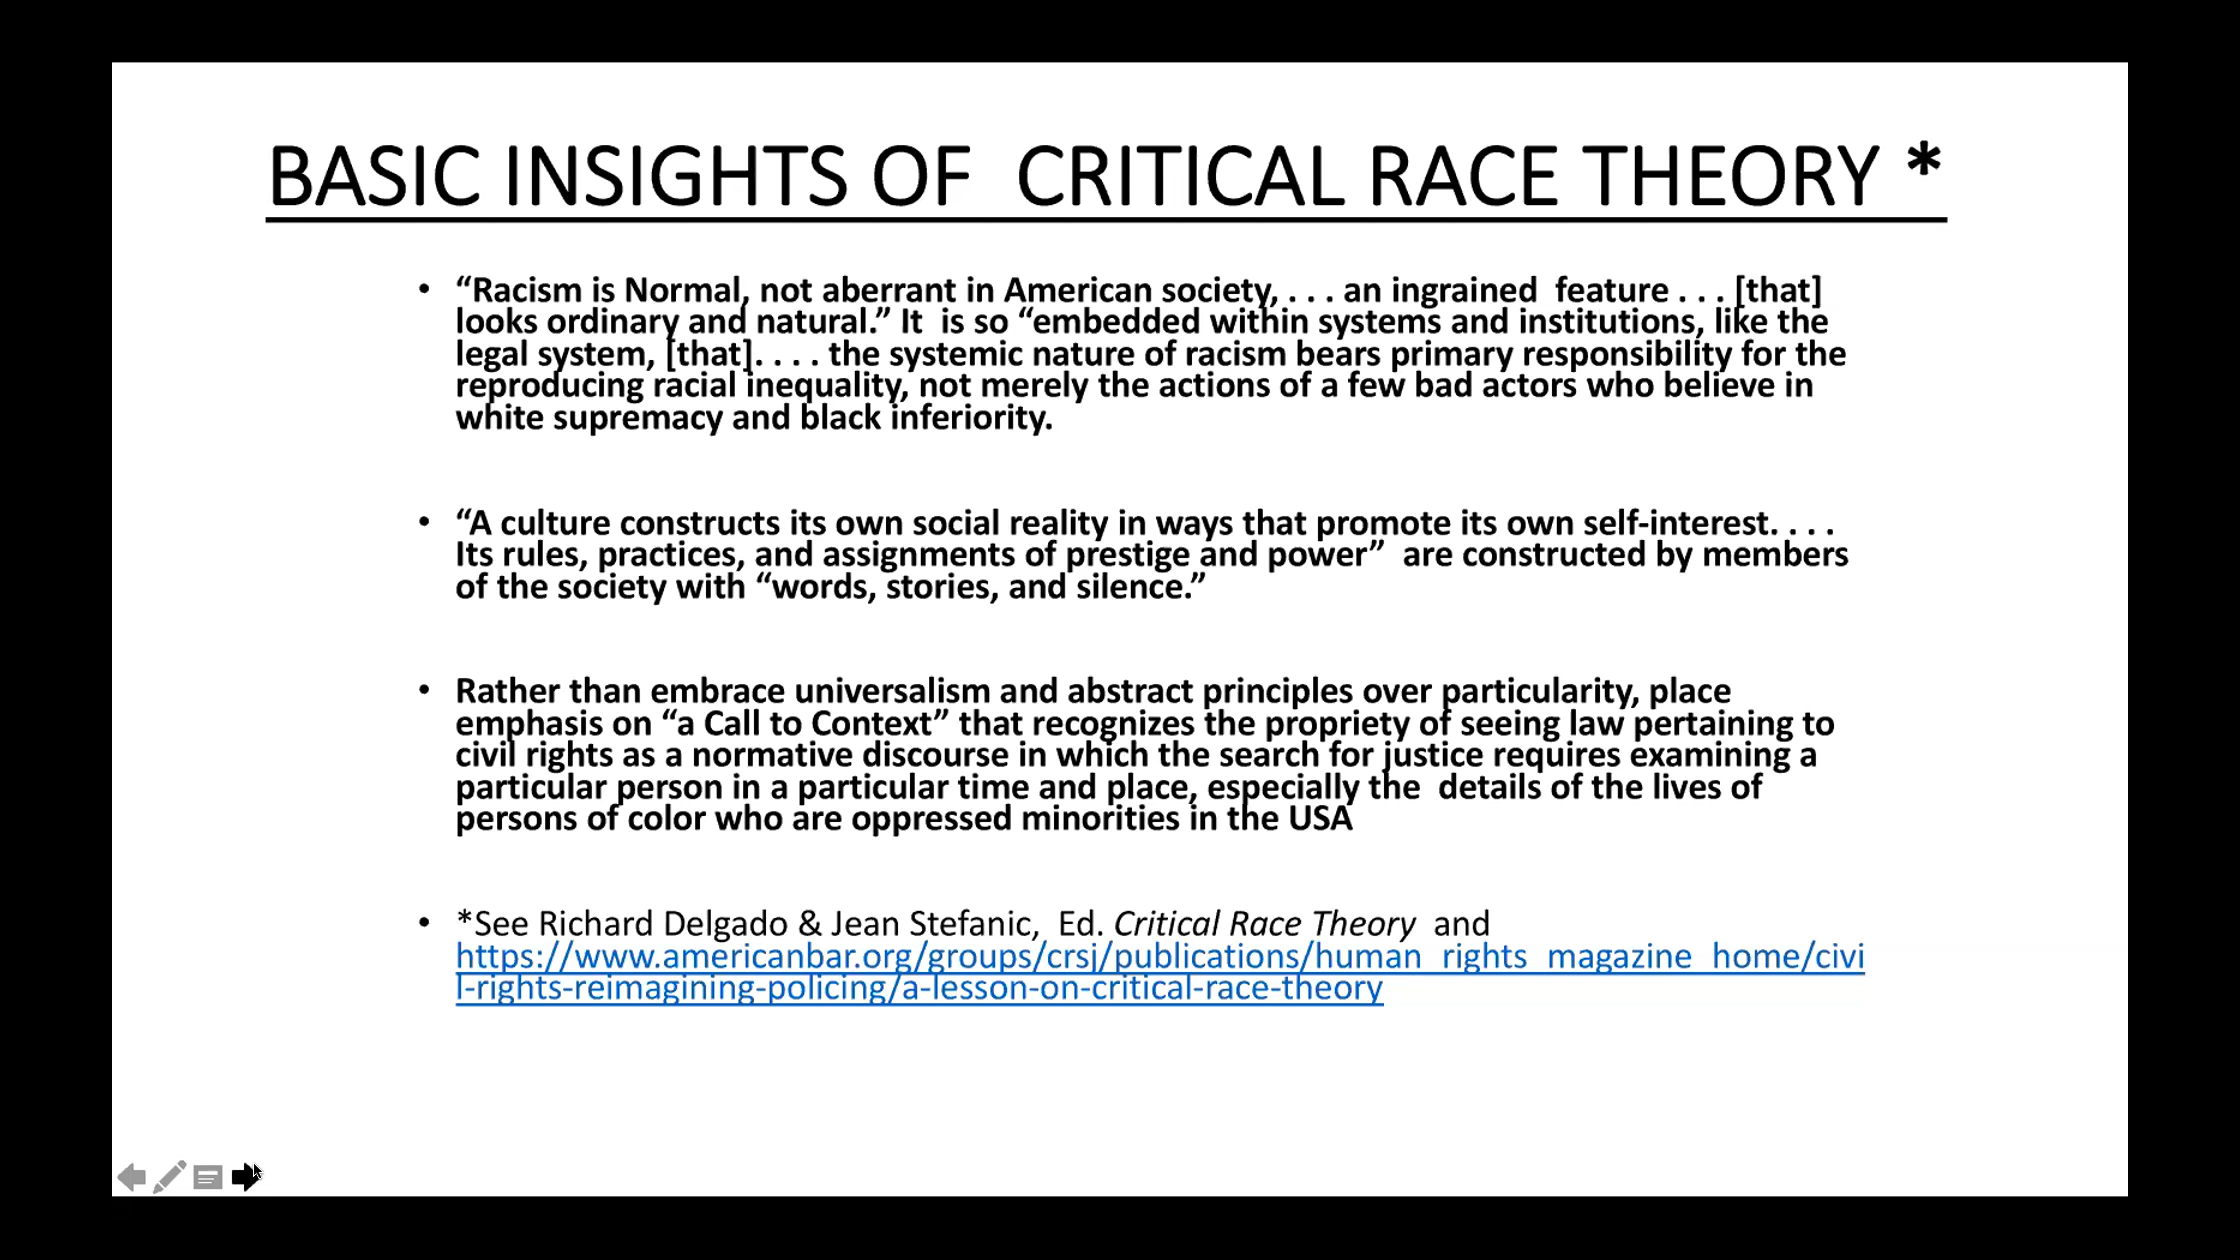 BASIC INSIGHTS OF  CRITICAL RACE THEORY *
• “Racism is Normal, not aberrant in American society, . . . an ingrained  feature . . . [that]
looks ordinary and natural.” It  is so “embedded within systems and institutions, like the
legal system, [that]. . . . the systemic nature of racism bears primary responsibility for the
reproducing racial inequality, not merely the actions of a few bad actors who believe in
white supremacy and black inferiority.
• “A culture constructs its own social reality in ways that promote its own self-interest. . . .
Its rules, practices, and assignments of prestige and power”  are constructed by members
of the society with “words, stories, and silence.”
• Rather than embrace universalism and abstract principles over particularity, place
emphasis on “a Call to Context” that recognizes the propriety of seeing law pertaining to
civil rights as a normative discourse in which the search for justice requires examining a
particular person in a particular time and place, especially the  details of the lives of
persons of color who are oppressed minorities in the USA
• *See Richard Delgado & Jean Stefanic,  Ed. Critical Race Theory  and
https://www.americanbar.org/groups/crsj/publications/human_rights_magazine_home/civi
l-rights-reimagining-policing/a-lesson-on-critical-race-theory